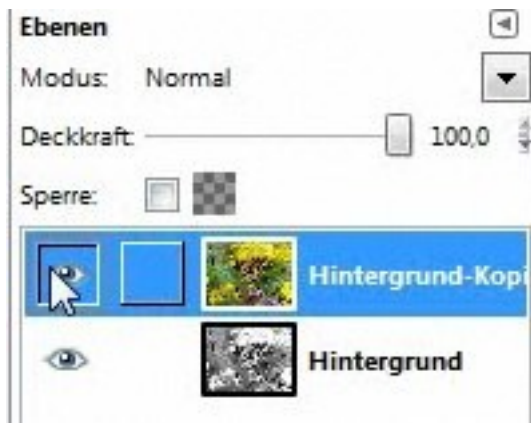 Ebenen
Modus: Normal
Deckkraft: 100,0
Sperre:
Hintergrund-Kopi
Hintergrund